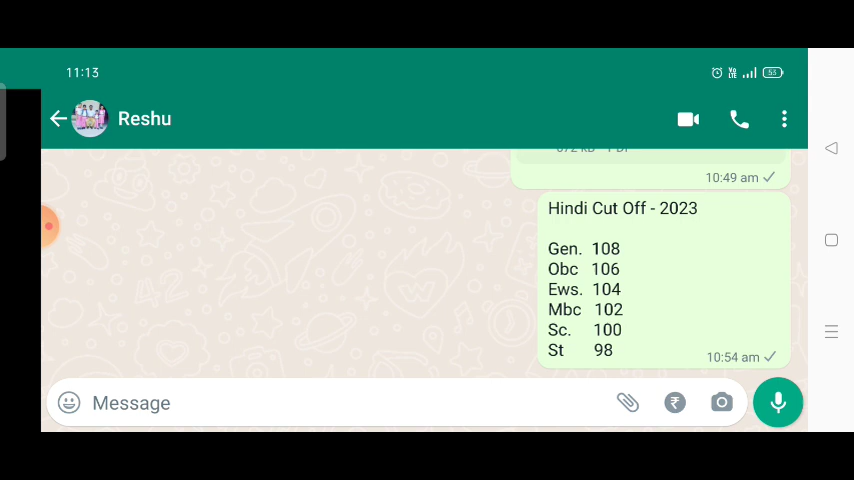 11:13
55
Reshu
10:49 am
Hindi Cut Off - 2023
Gen. 108
Obc 106
Ews. 104
Mbc 102
Sc. 100
St 98
10:54 am
Message